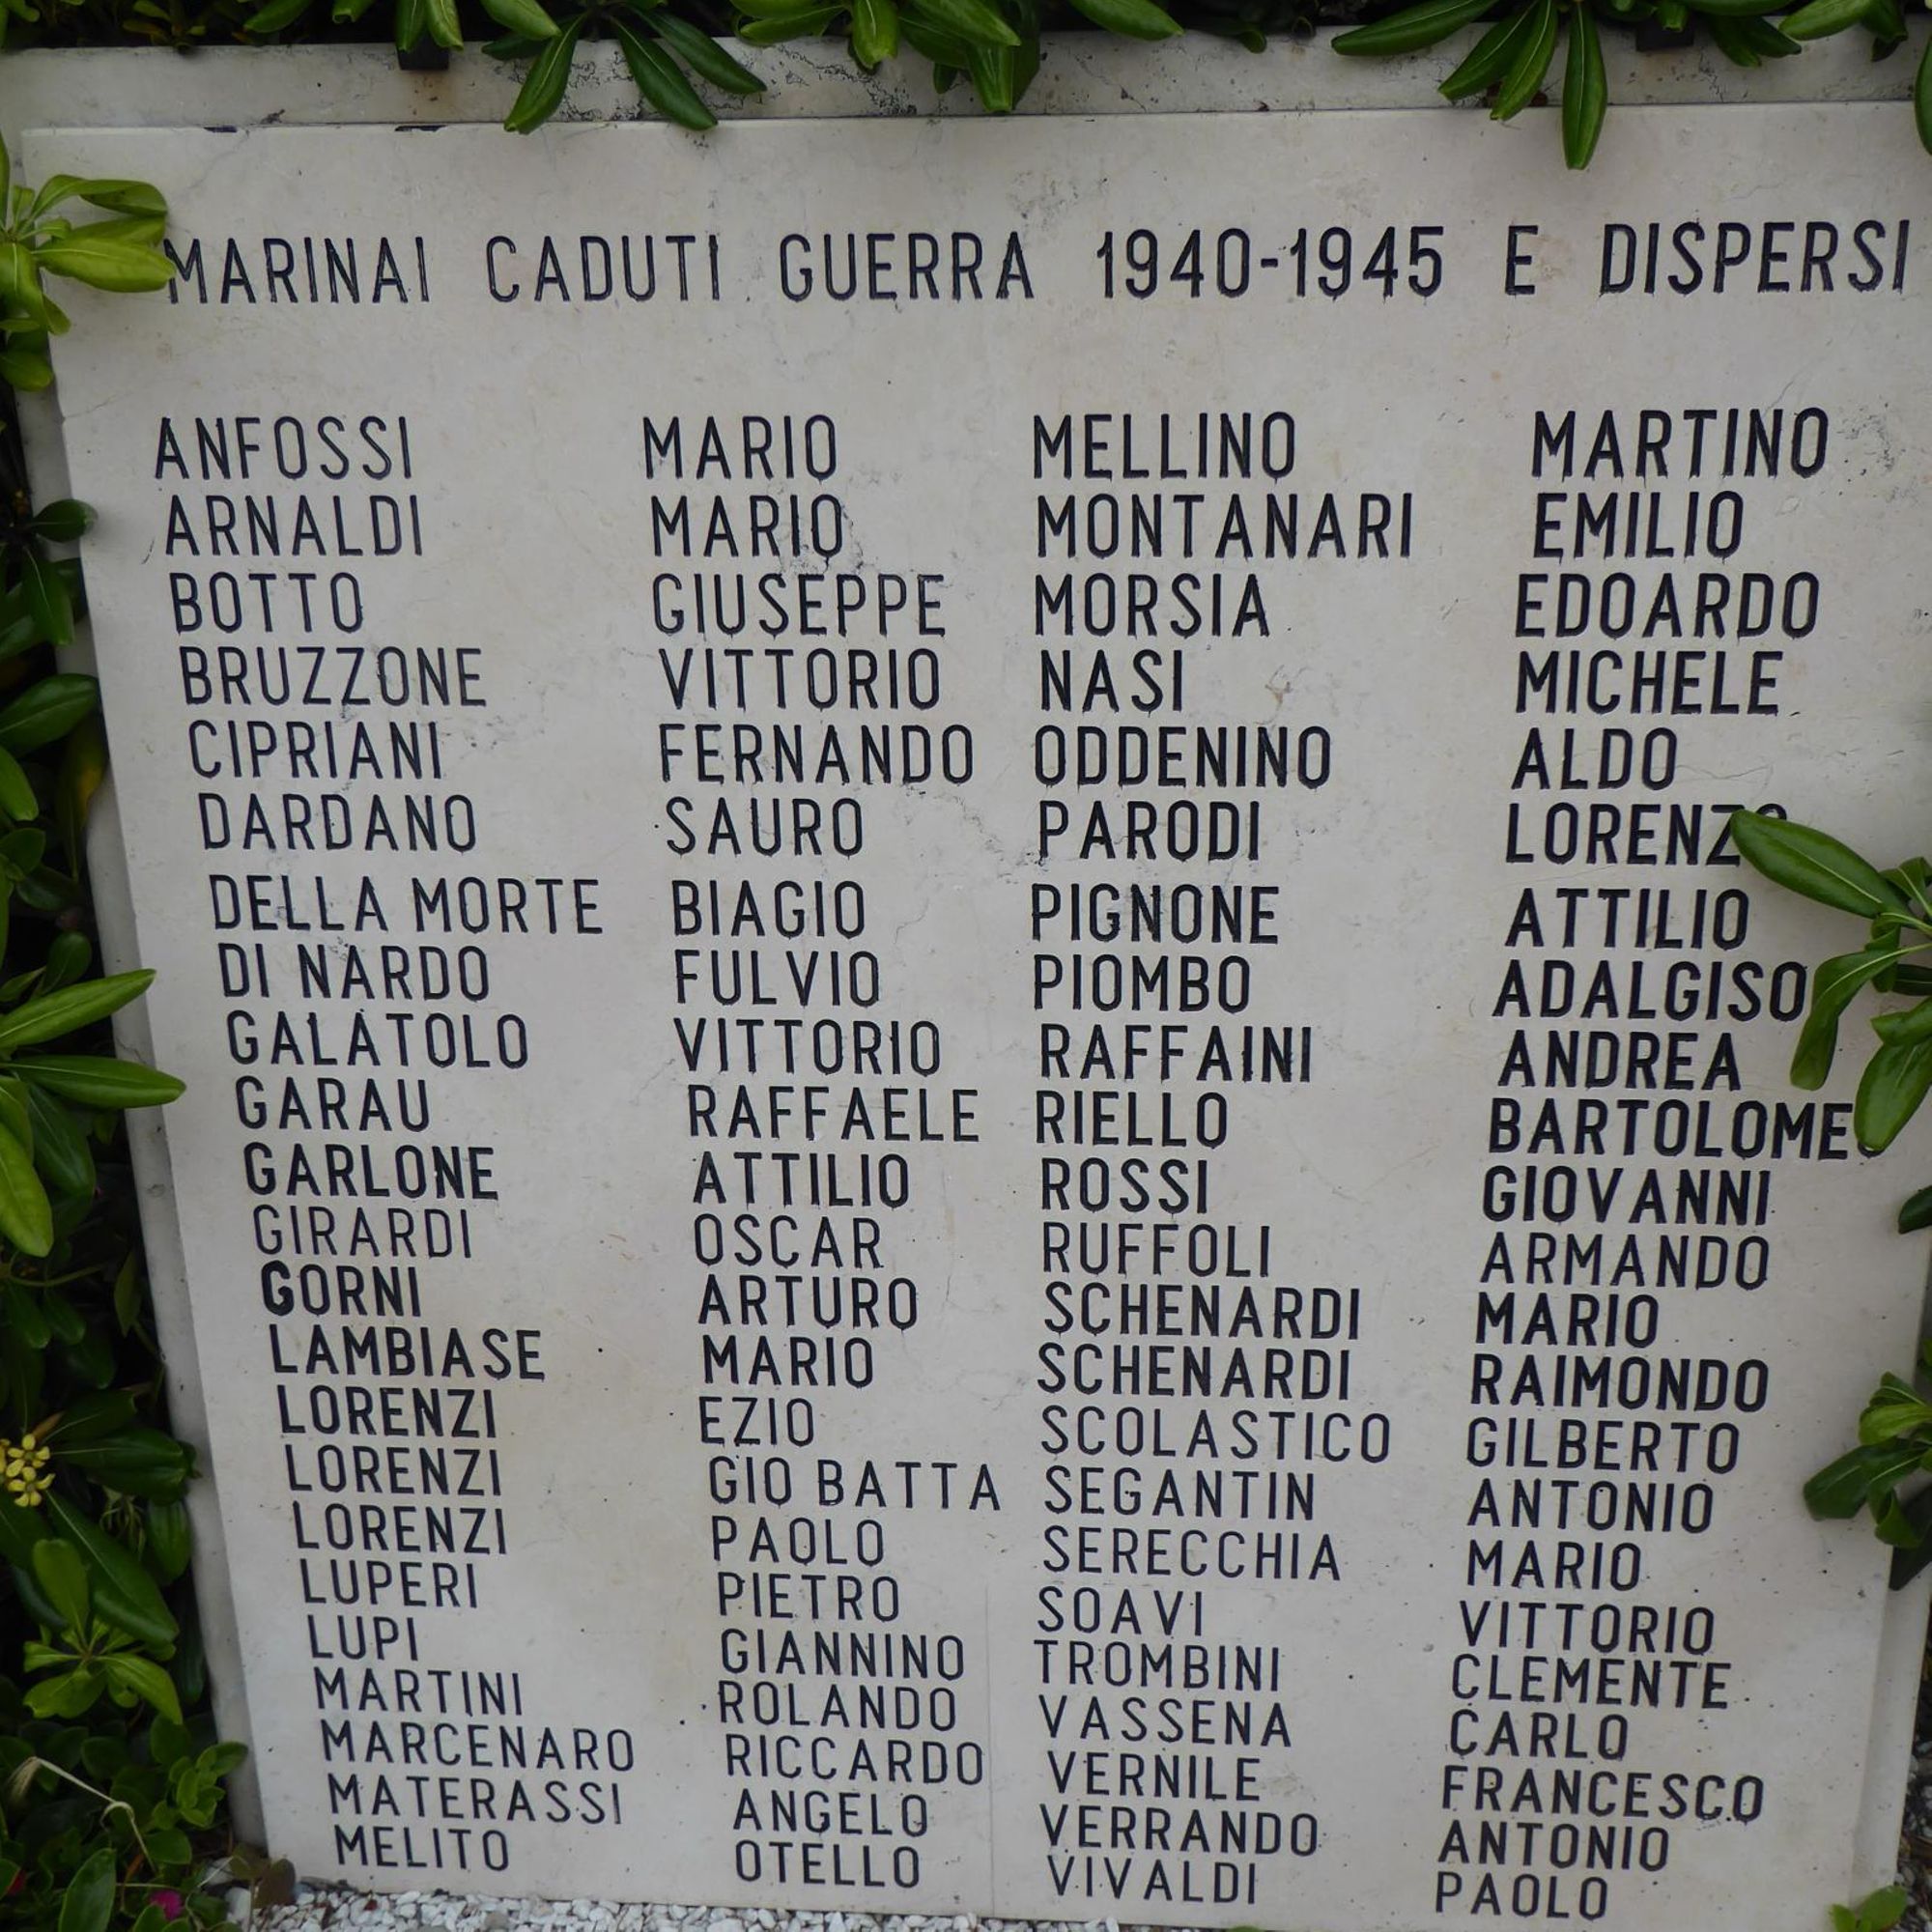 MARINAI CADUTI GUERRA 1940-1945 E DISPERSI
ANFOSSI MARIO MELLINO MARTINO
ARNALDI MARIO MONTANARI EMILIO
BOTTO GIUSEPPE MORSIA EDOARDO
BRUZZONE VITTORIO NASI MICHELE
CIPRIANI FERNANDO ODDENINO ALDO
DARDANO SAURO PARODI LORENZO
DELLA MORTE BIAGIO PIGNONE ATTILIO
DI NARDO FULVIO PIOMBO ADALGISO
GALATOLO VITTORIO RAFFAINI ANDREA
GARAU RAFFAELE RIELLO BARTOLOMEO
GARLONE ATTILIO ROSSI GIOVANNI
GIRARDI OSCAR RUFFOLI ARMANDO
GORNI ARTURO SCHENARDI MARIO
LAMBIASE MARIO SCHENARDI RAIMONDO
LORENZI EZIO SCOLASTICO GILBERTO
LORENZI GIO BATTA SEGANTIN ANTONIO
LORENZI PAOLO SERECCHIA MARIO
LUPERI PIETRO SOAVI VITTORIO
LUPI GIANNINO TROMBINI CLEMENTE
MARTINI ROLANDO VASSENA CARLO
MARCENARO RICCARDO VERNILE FRANCESCO
MATERASSI ANGELO VERRANDO ANTONIO
MELITO OTELLO VIVALDI PAOLO